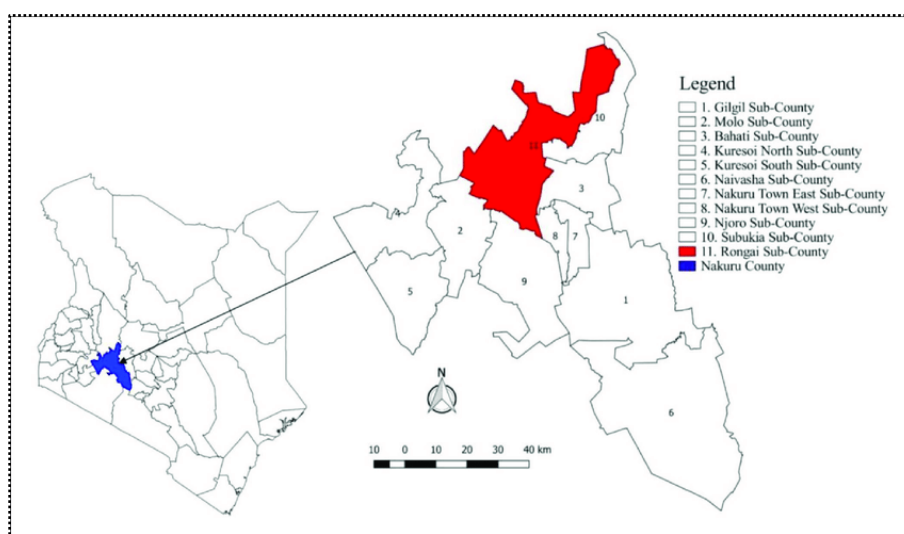 Legend
1. Gilgil Sub-County
2. Molo Sub-County
3. Bahati Sub-County
4. Kuresoi North Sub-County
5. Kuresoi South Sub-County
6. Naivasha Sub-County
7. Nakuru Town East Sub-County
8. Nakuru Town West Sub-County
9. Njoro Sub-County
10. Subukia Sub-County
11. Rongai Sub-County
Nakuru County
10
11
3
4
2
8 7
5
9
1
6
N
10 0 10 20 30 40 km